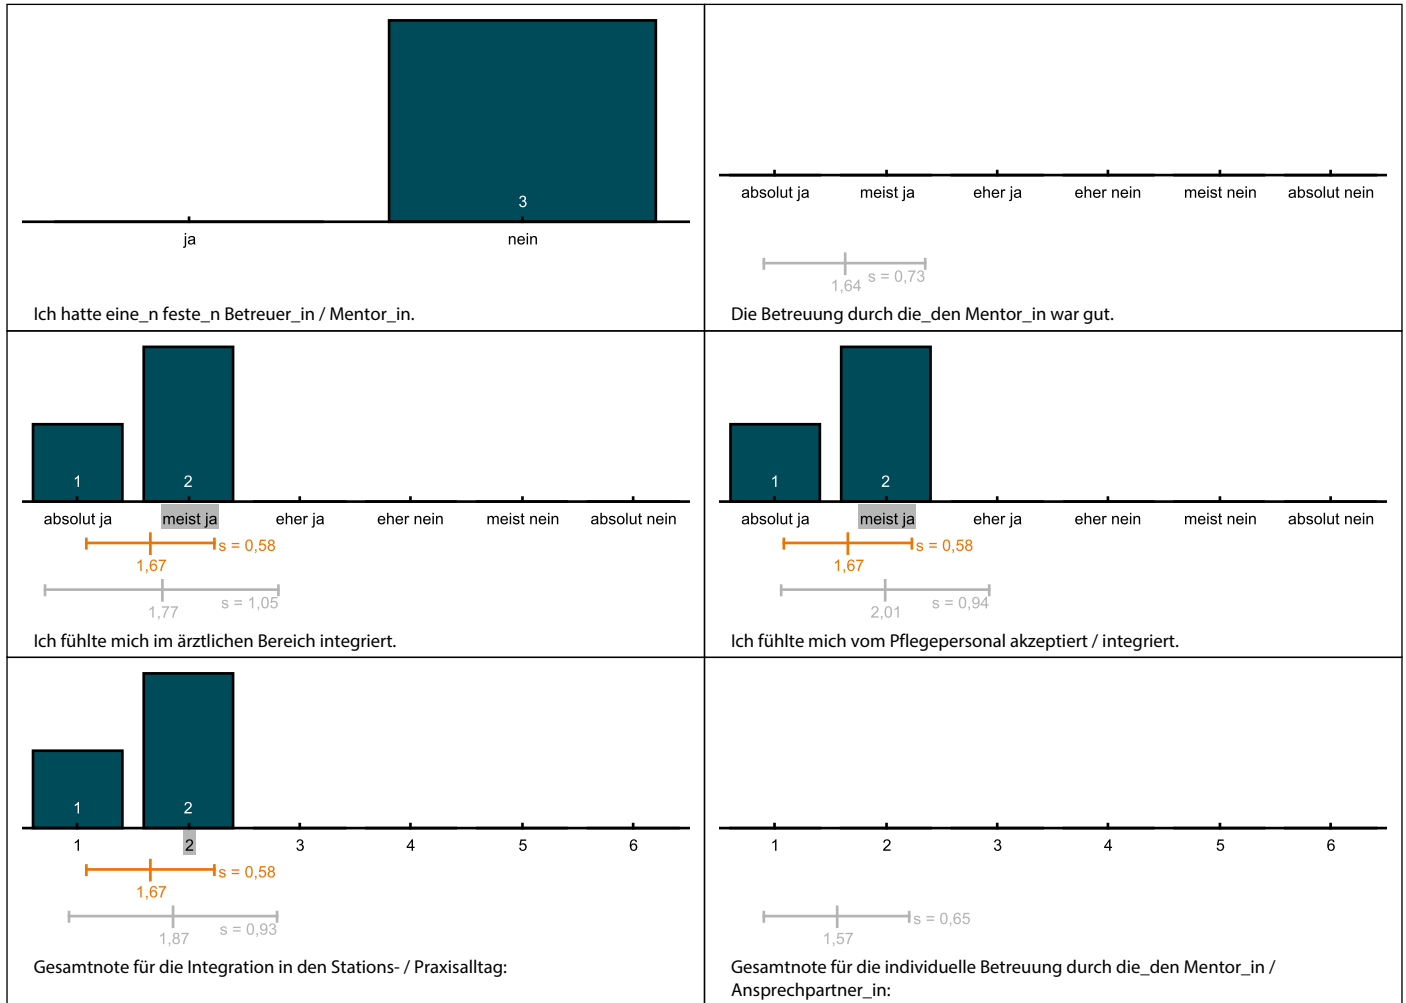 3
ja nein
Ich hatte eine_n feste_n Betreuer_in / Mentor_in.
absolut ja meist ja eher ja eher nein meist nein absolut nein
1,64 s = 0,73
Die Betreuung durch die_den Mentor_in war gut.
1 2
absolut ja meist ja eher ja eher nein meist nein absolut nein
s = 0,58
1,67
1,77 s = 1,05
Ich fühlte mich im ärztlichen Bereich integriert.
1 2
absolut ja meist ja eher ja eher nein meist nein absolut nein
s = 0,58
1,67
2,01 s = 0,94
Ich fühlte mich vom Pflegepersonal akzeptiert / integriert.
1 2
1 2 3 4 5 6
s = 0,58
1,67
1,87 s = 0,93
Gesamtnote für die Integration in den Stations- / Praxisalltag:
1 2 3 4 5 6
s = 0,65
1,57
Gesamtnote für die individuelle Betreuung durch die_den Mentor_in /
Ansprechpartner_in: